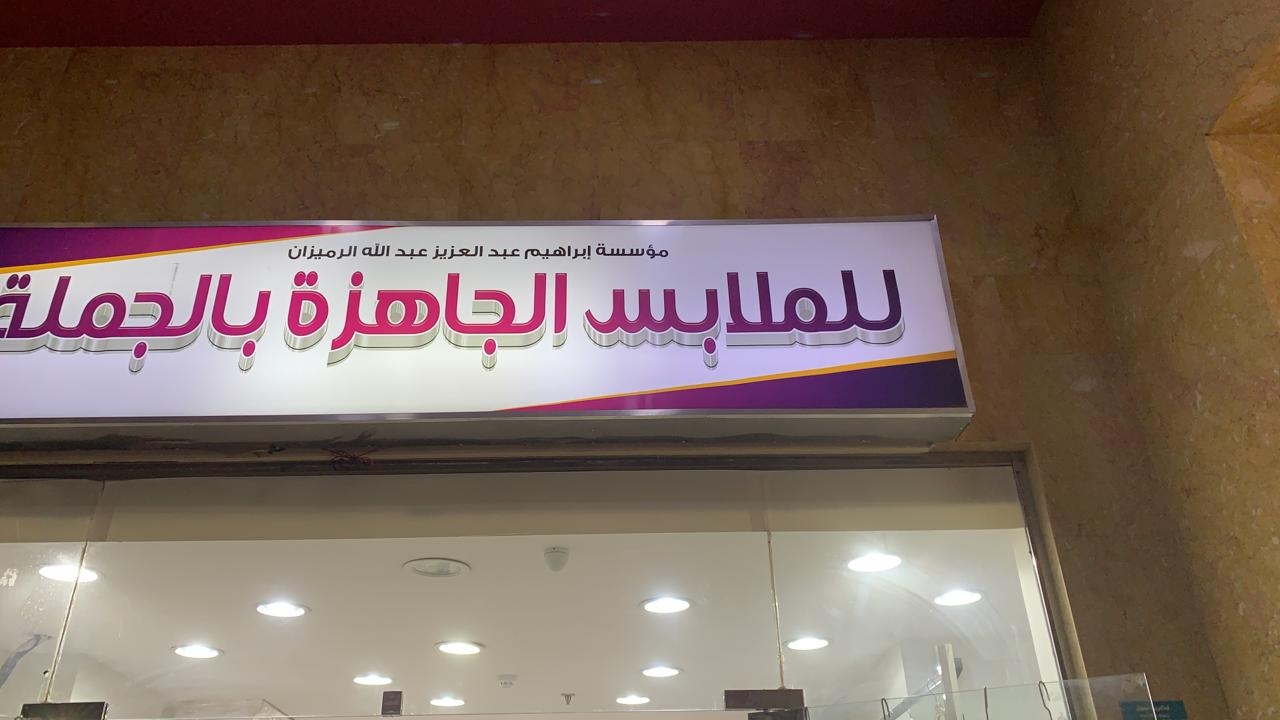 مؤسسة إبراهيم عبد العزيز عبد الله الرميزان
للملابس الجاهزة بالجملة